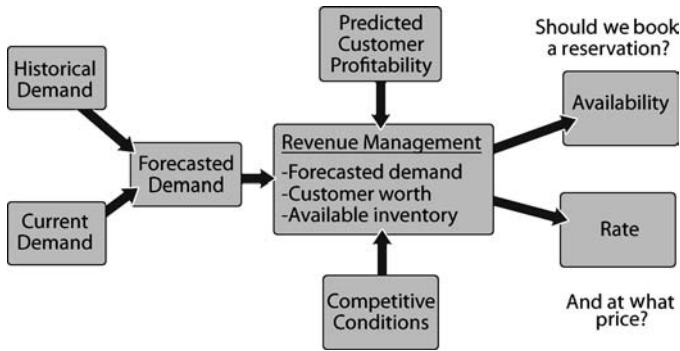 Historical
Demand
Current
Demand
Forecasted
Demand
Predicted
Customer
Profitability
Revenue Management
-Forecasted demand
-Customer worth
-Available inventory
Competitive
Conditions
Should we book
a reservation?
Availability
Rate
And at what
price?